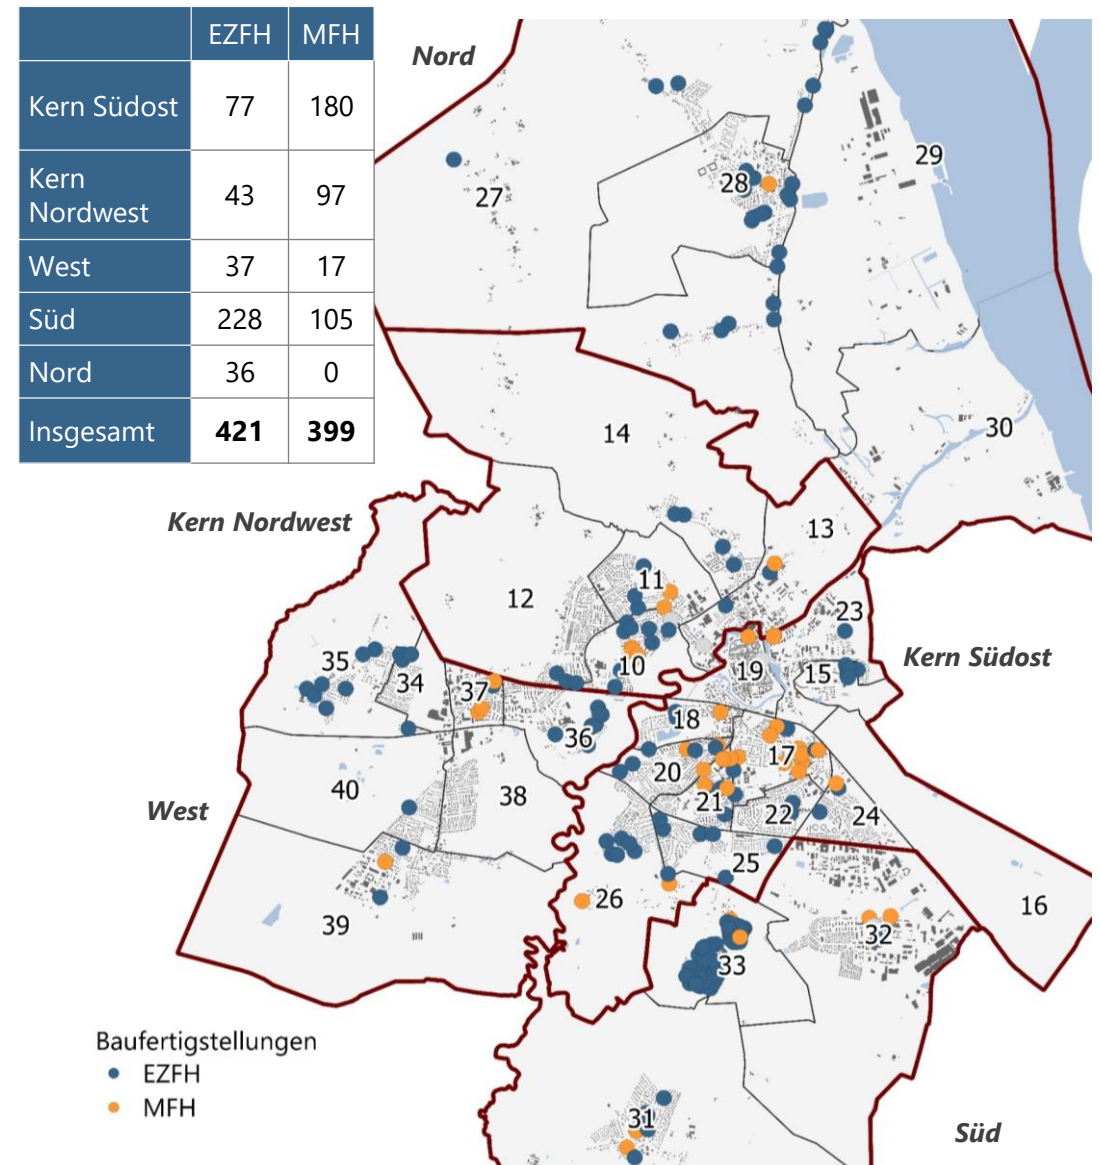 EZFH MFH
Kern Südost 77 180
Kern
Nordwest 43 97
West 37 17
Süd 228 105
Nord 36 0
Insgesamt 421 399
Nord
29
28
27
14
30
Kern Nordwest
13
11
12
23
Kern Südost
35
10
19
15
34
37
18
36
17
20
40
38
21
West
22
24
25
26
16
39
32
33
Baufertigstellungen
EZFH
MFH
31
Süd